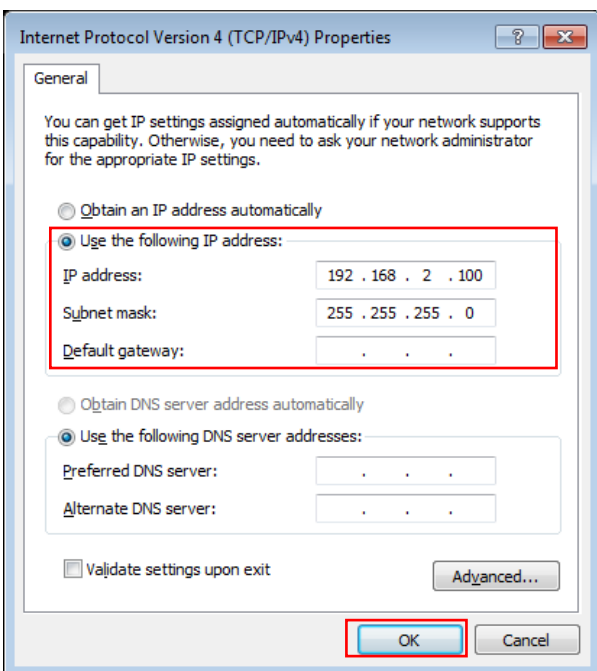 Internet Protocol Version 4 (TCP/IPv4) Properties
General
You can get IP settings assigned automatically if your network supports
this capability. Otherwise, you need to ask your network administrator
for the appropriate IP settings.
Obtain an IP address automatically
Use the following IP address:
IP address: 192 . 168 . 2 . 100
Subnet mask: 255 . 255 . 255 . 0
Default gateway: . . .
Obtain DNS server address automatically
Use the following DNS server addresses:
Preferred DNS server: . . .
Alternate DNS server: . . .
Validate settings upon exit
Advanced...
OK Cancel